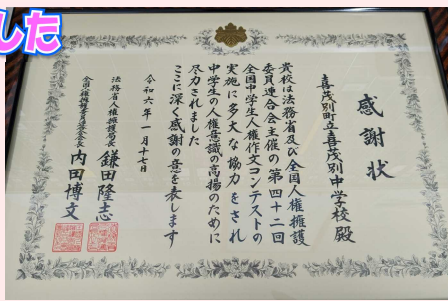 した
感謝状
喜茂別町立喜茂別中学校 殿
貴校は法務省及び全国人権擁護
委員連合会主催の第四十二回
全国中学生人権作文コンテストの
実施に多大な協力をされ
中学生の人権意識の高揚のために
尽力されました
ここに深く感謝の意を表します
令和六年一月十七日
法務省人権擁護局長 鎌田隆志
全国人権擁護委員連合会長 内田博文